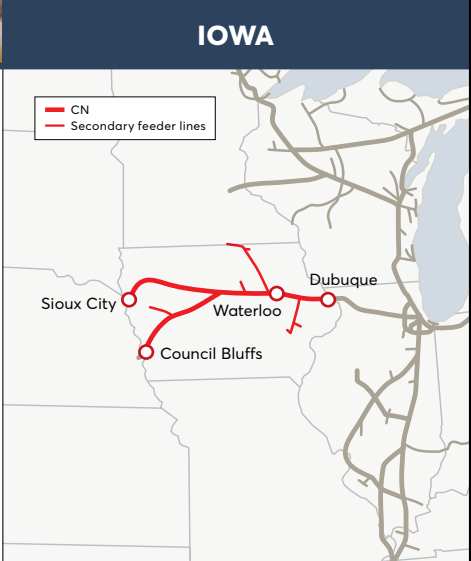 IOWA
CN
Secondary feeder lines
Dubuque
Sioux City
Waterloo
Council Bluffs